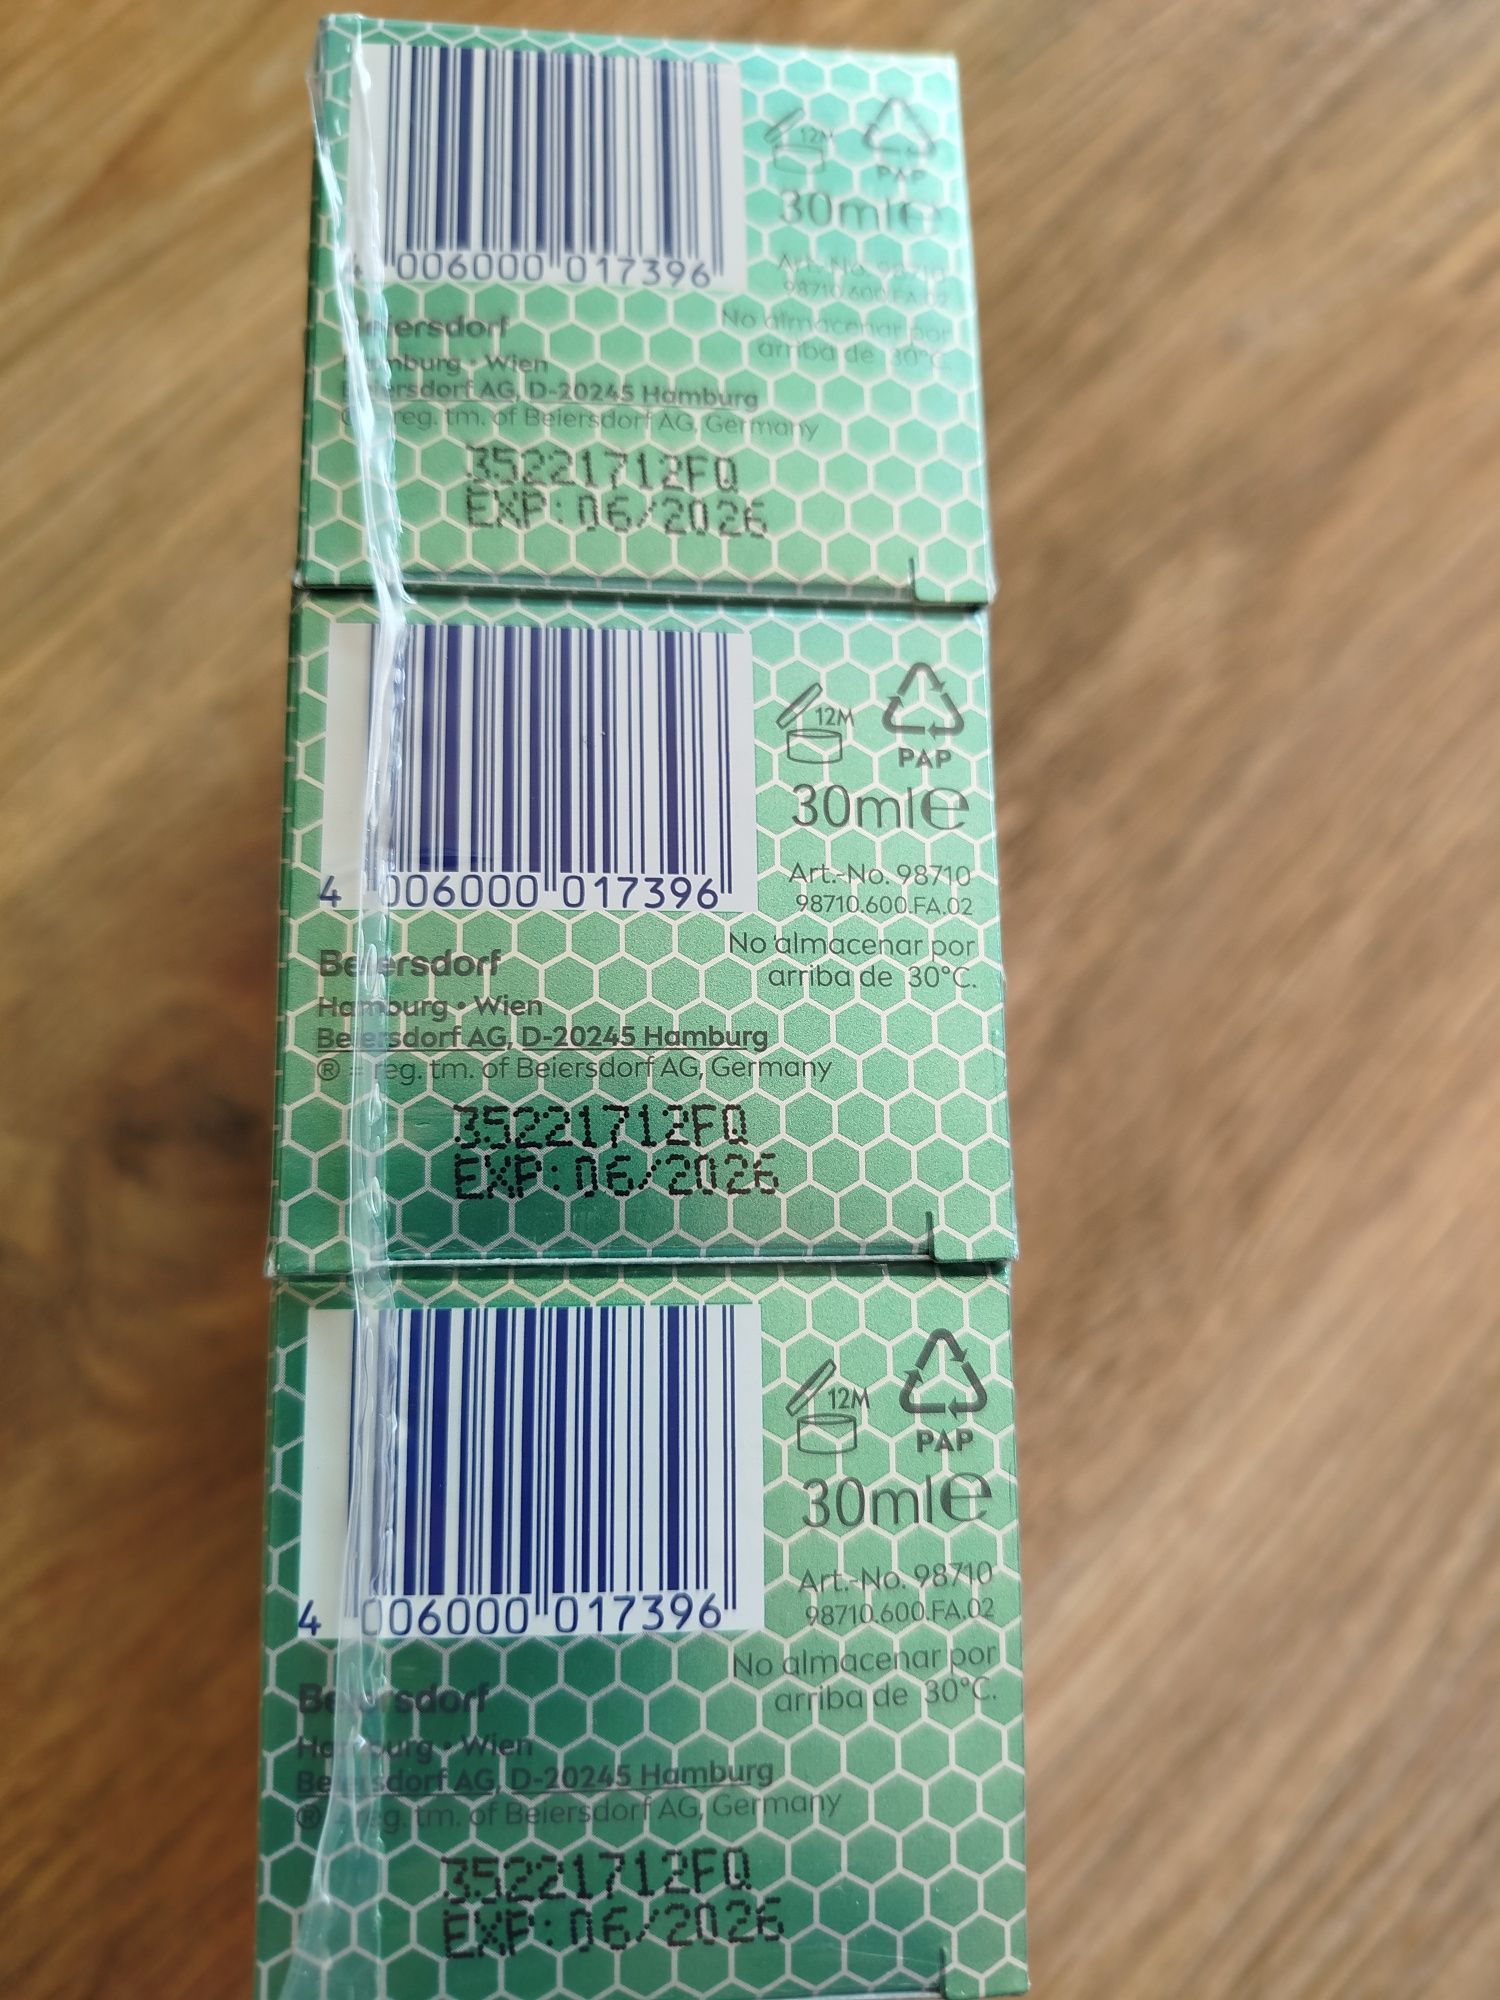 4 006000 017396
12M
PAP
30ml e
Art.-No. 98710
98710.600.FA.02
No almacenar por
arriba de 30°C.
Beiersdorf
Hamburg • Wien
Beiersdorf AG, D-20245 Hamburg
® = reg. tm. of Beiersdorf AG, Germany
35221712FQ
EXP: 06/2026
4 006000 017396
12M
PAP
30ml e
Art.-No. 98710
98710.600.FA.02
No almacenar por
arriba de 30°C.
Beiersdorf
Hamburg • Wien
Beiersdorf AG, D-20245 Hamburg
® = reg. tm. of Beiersdorf AG, Germany
35221712FQ
EXP: 06/2026
4 006000 017396
12M
PAP
30ml e
Art.-No. 98710
98710.600.FA.02
No almacenar por
arriba de 30°C.
Beiersdorf
Hamburg • Wien
Beiersdorf AG, D-20245 Hamburg
® = reg. tm. of Beiersdorf AG, Germany
35221712FQ
EXP: 06/2026